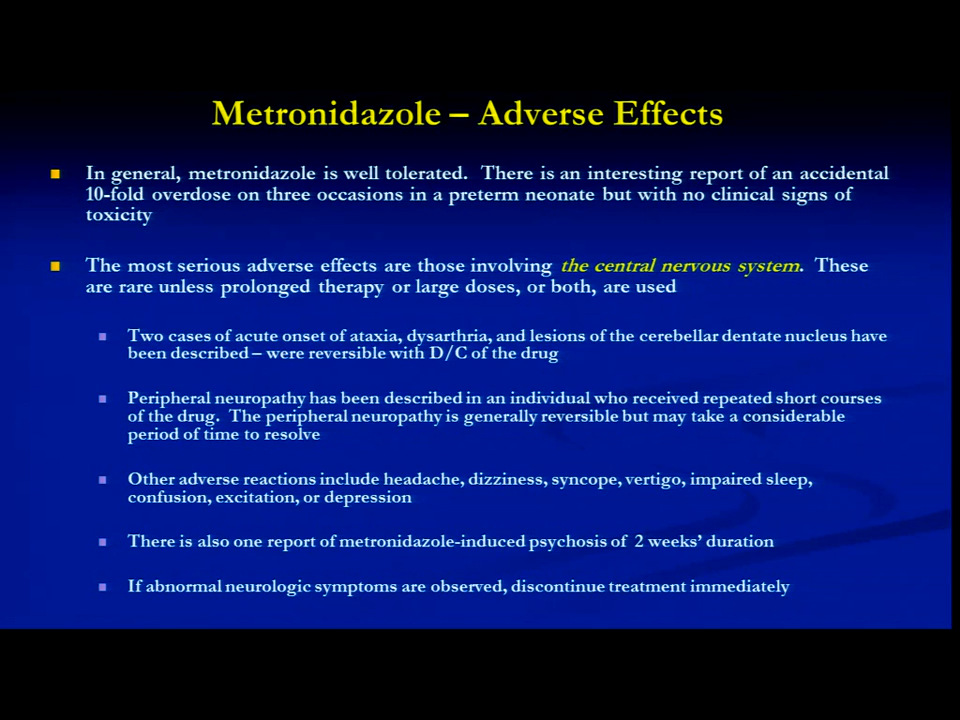 Metronidazole – Adverse Effects
In general, metronidazole is well tolerated. There is an interesting report of an accidental
10-fold overdose on three occasions in a preterm neonate but with no clinical signs of
toxicity
The most serious adverse effects are those involving the central nervous system. These
are rare unless prolonged therapy or large doses, or both, are used
Two cases of acute onset of ataxia, dysarthria, and lesions of the cerebellar dentate nucleus have
been described – were reversible with D/C of the drug
Peripheral neuropathy has been described in an individual who received repeated short courses
of the drug. The peripheral neuropathy is generally reversible but may take a considerable
period of time to resolve
Other adverse reactions include headache, dizziness, syncope, vertigo, impaired sleep,
confusion, excitation, or depression
There is also one report of metronidazole-induced psychosis of 2 weeks’ duration
If abnormal neurologic symptoms are observed, discontinue treatment immediately